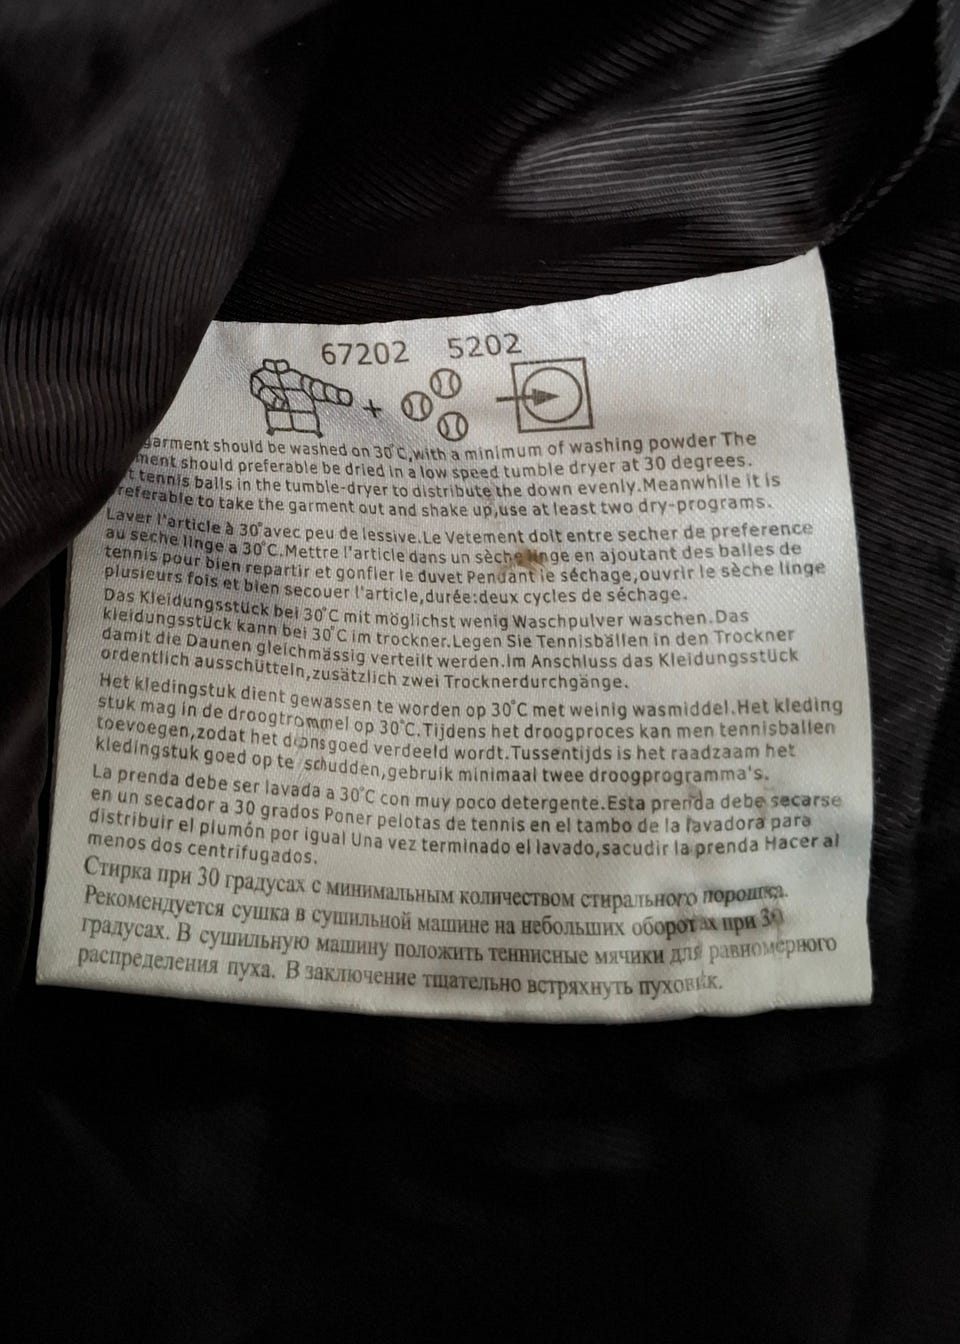 67202 5202
garment should be washed on 30°C,with a minimum of washing powder The
ment should preferable be dried in a low speed tumble dryer at 30 degrees.
t tennis balls in the tumble-dryer to distribute the down evenly.Meanwhile it is
referable to take the garment out and shake up,use at least two dry-programs.
Laver l'article à 30°avec peu de lessive.Le Vetement doit entre secher de preference
au seche linge a 30°C.Mettre l'article dans un sèche linge en ajoutant des balles de
tennis pour bien repartir et gonfler le duvet Pendant le séchage,ouvrir le sèche linge
plusieurs fois et bien secouer l'article,durée:deux cycles de séchage.
Das Kleidungsstück bei 30°C mit möglichst wenig Waschpulver waschen.Das
kleidungsstück kann bei 30°C im trockner.Legen Sie Tennisbällen in den Trockner
damit die Daunen gleichmässig verteilt werden.Im Anschluss das Kleidungsstück
ordentlich ausschütteln,zusätzlich zwei Trocknerdurchgänge.
Het kledingstuk dient gewassen te worden op 30°C met weinig wasmiddel.Het kleding
stuk mag in de droogtrommel op 30°C.Tijdens het droogproces kan men tennisballen
toevoegen,zodat het dons goed verdeeld wordt.Tussentijds is het raadzaam het
kledingstuk goed op te schudden,gebruik minimaal twee droogprogramma's.
La prenda debe ser lavada a 30°C con muy poco detergente.Esta prenda debe secarse
en un secador a 30 grados Poner pelotas de tennis en el tambo de la lavadora para
distribuir el plumón por igual Una vez terminado el lavado,sacudir la prenda Hacer al
menos dos centrifugados.
Стирка при 30 градусах с минимальным количеством стирального порошка.
Рекомендуется сушка в сушильной машине на небольших оборотах при 30
градусах. В сушильную машину положить теннисные мячики для равномерного
распределения пуха. В заключение тщательно встряхнуть пуховик.